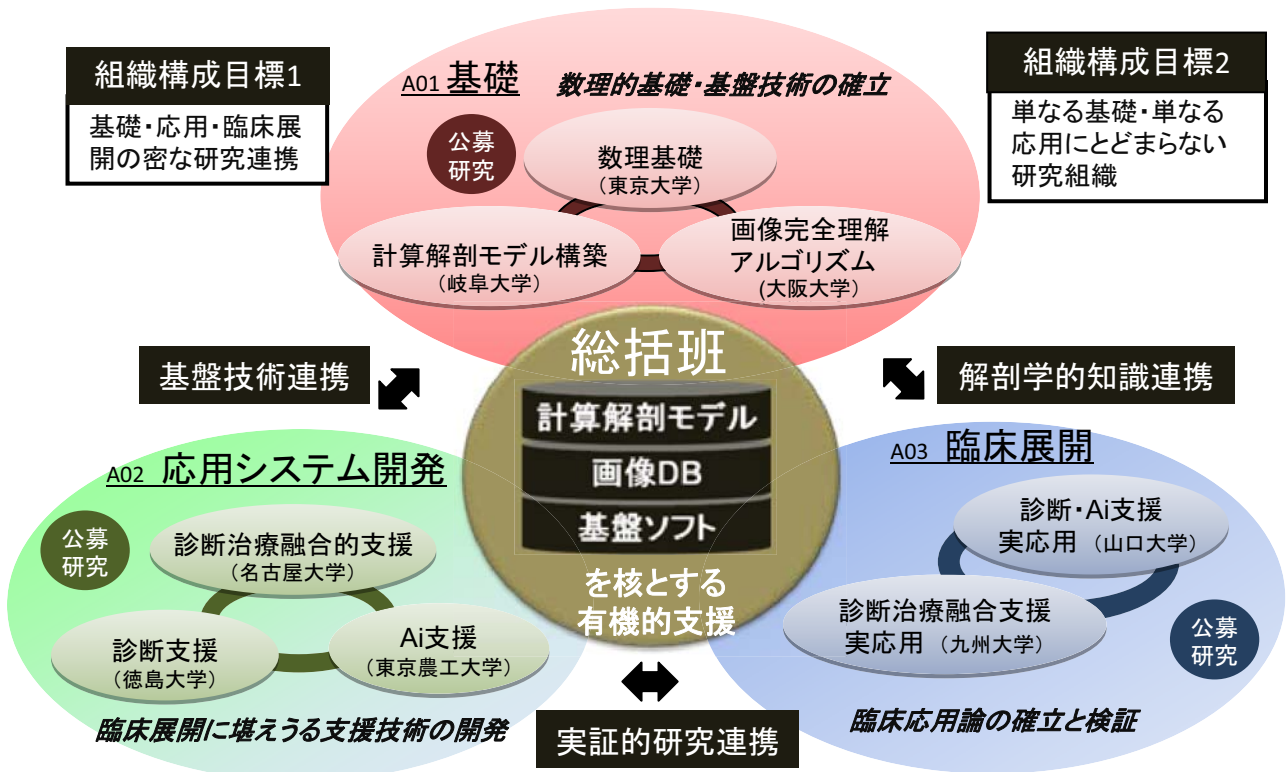 組織構成目標1
基礎・応用・臨床展
開の密な研究連携
A01 基礎
数理的基礎・基盤技術の確立
組織構成目標2
単なる基礎・単なる
応用にとどまらない
研究組織
公募
研究
数理基礎
(東京大学)
計算解剖モデル構築
(岐阜大学)
画像完全理解
アルゴリズム
(大阪大学)
基盤技術連携
総括班
計算解剖モデル
画像DB
基盤ソフト
を核とする
有機的支援
解剖学的知識連携
A02 応用システム開発
公募
研究
診断治療融合的支援
(名古屋大学)
診断支援
(徳島大学)
Ai支援
(東京農工大学)
臨床展開に堪えうる支援技術の開発
A03 臨床展開
診断・Ai支援
実応用 (山口大学)
診断治療融合支援
実応用 (九州大学)
公募
研究
臨床応用論の確立と検証
実証的研究連携